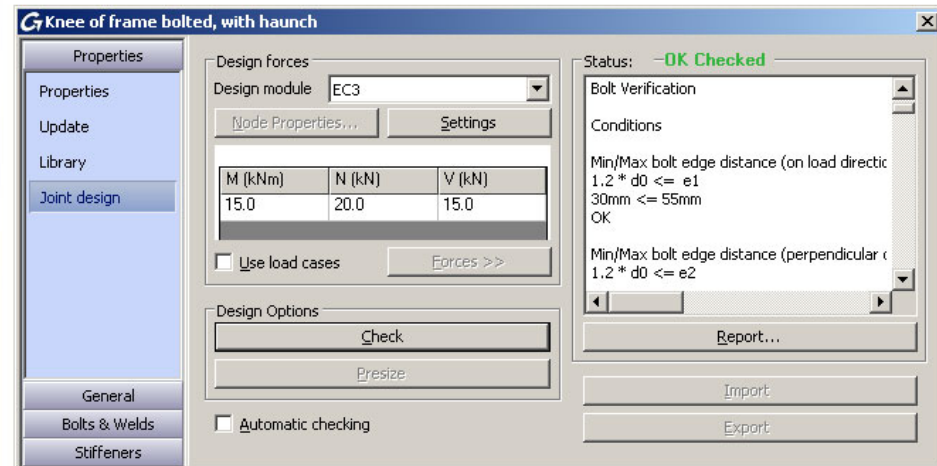 Knee of frame bolted, with haunch
Properties
Properties
Update
Library
Joint design
General
Bolts & Welds
Stiffeners
Design forces
Design module EC3
Node Properties... Settings
M (kNm) N (kN) V (kN)
15.0 20.0 15.0
Use load cases Forces >>
Design Options
Check
Presize
Automatic checking
Status: OK Checked
Bolt Verification
Conditions
Min/Max bolt edge distance (on load directic
1.2 * d0 <= e1
30mm <= 55mm
OK
Min/Max bolt edge distance (perpendicular c
1.2 * d0 <= e2
Report...
Import
Export